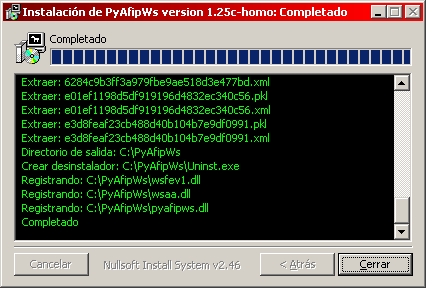 Instalación de PyAfipWs version 1.25c-homo: Completado
Completado
Extraer: 6284c9b3ff3a979fbe9ae518d3e477bd.xml
Extraer: e01ef1198d5df919196d4832ec340c56.pkl
Extraer: e01ef1198d5df919196d4832ec340c56.xml
Extraer: e3d8feaf23cb488d40b104b7e9df0991.pkl
Extraer: e3d8feaf23cb488d40b104b7e9df0991.xml
Directorio de salida: C:\PyAfipWs
Crear desinstalador: C:\PyAfipWs\Uninst.exe
Registrando: C:\PyAfipWs\wsfev1.dll
Registrando: C:\PyAfipWs\wsaa.dll
Registrando: C:\PyAfipWs\pyafipws.dll
Completado
Cancelar Nullsoft Install System v2.46 < Atrás Cerrar